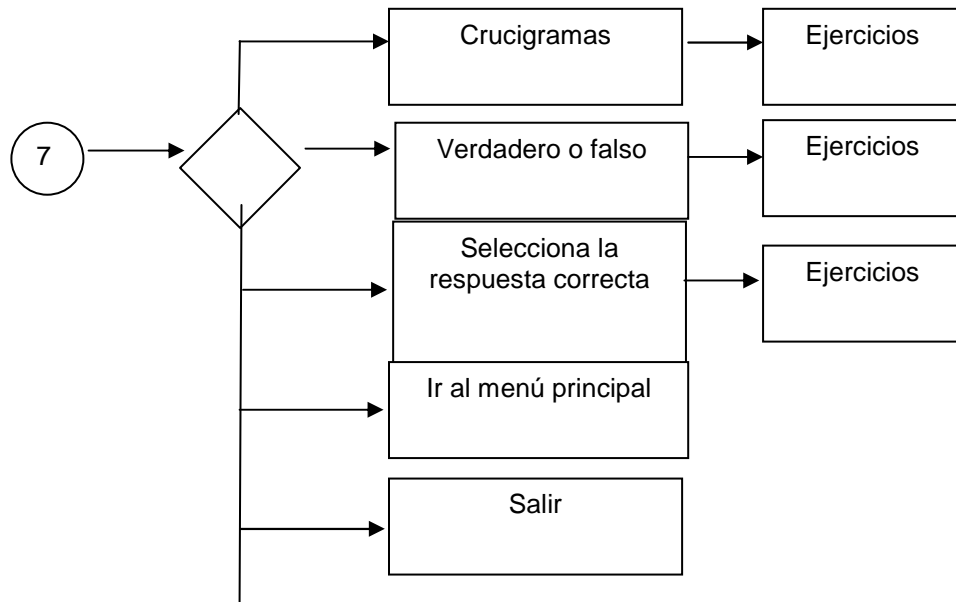 Crucigramas
Ejercicios
7
Verdadero o falso
Ejercicios
Selecciona la
respuesta correcta
Ejercicios
Ir al menú principal
Salir